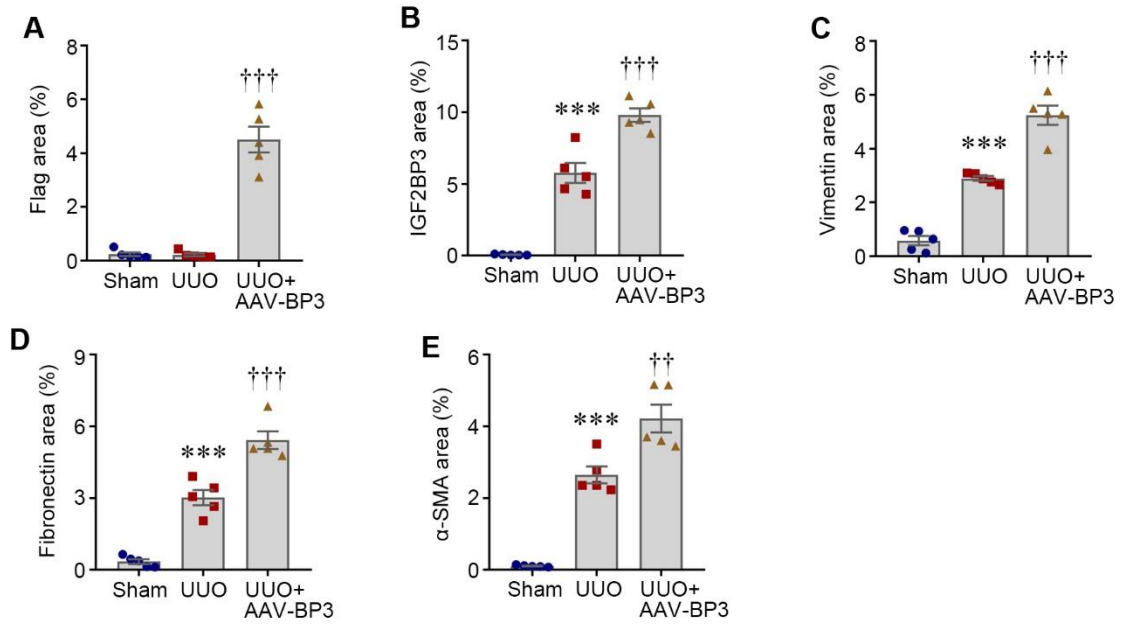 A
Flag area (%)
8
6
4
2
0
†††
Sham
UUO
UUO+
AAV-BP3
B
IGF2BP3 area (%)
15
10
5
0
***
†††
Sham
UUO
UUO+
AAV-BP3
C
Vimentin area (%)
8
6
4
2
0
***
†††
Sham
UUO
UUO+
AAV-BP3
D
Fibronectin area (%)
9
6
3
0
***
†††
Sham
UUO
UUO+
AAV-BP3
E
α-SMA area (%)
6
4
2
0
***
††
Sham
UUO
UUO+
AAV-BP3